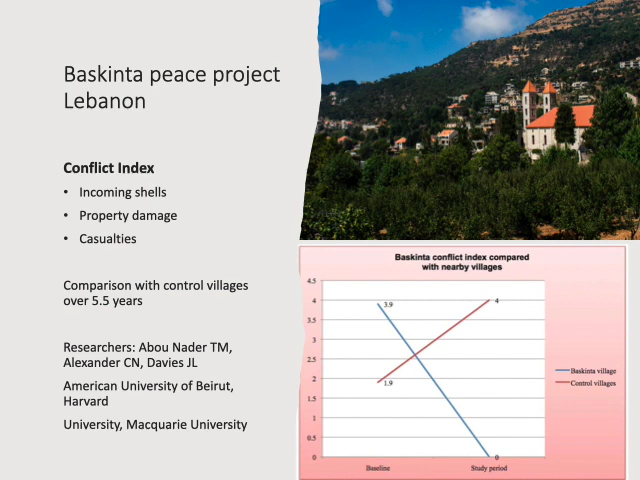 Baskinta peace project
Lebanon
Conflict Index
• Incoming shells
• Property damage
• Casualties
Comparison with control villages
over 5.5 years
Researchers: Abou Nader TM,
Alexander CN, Davies JL
American University of Beirut,
Harvard
University, Macquarie University
Baskinta conflict index compared
with nearby villages
4.5
4
3.5
3
2.5
2
1.5
1
0.5
0
3.9
1.9
4
0
Baseline
Study period
Baskinta village
Control villages